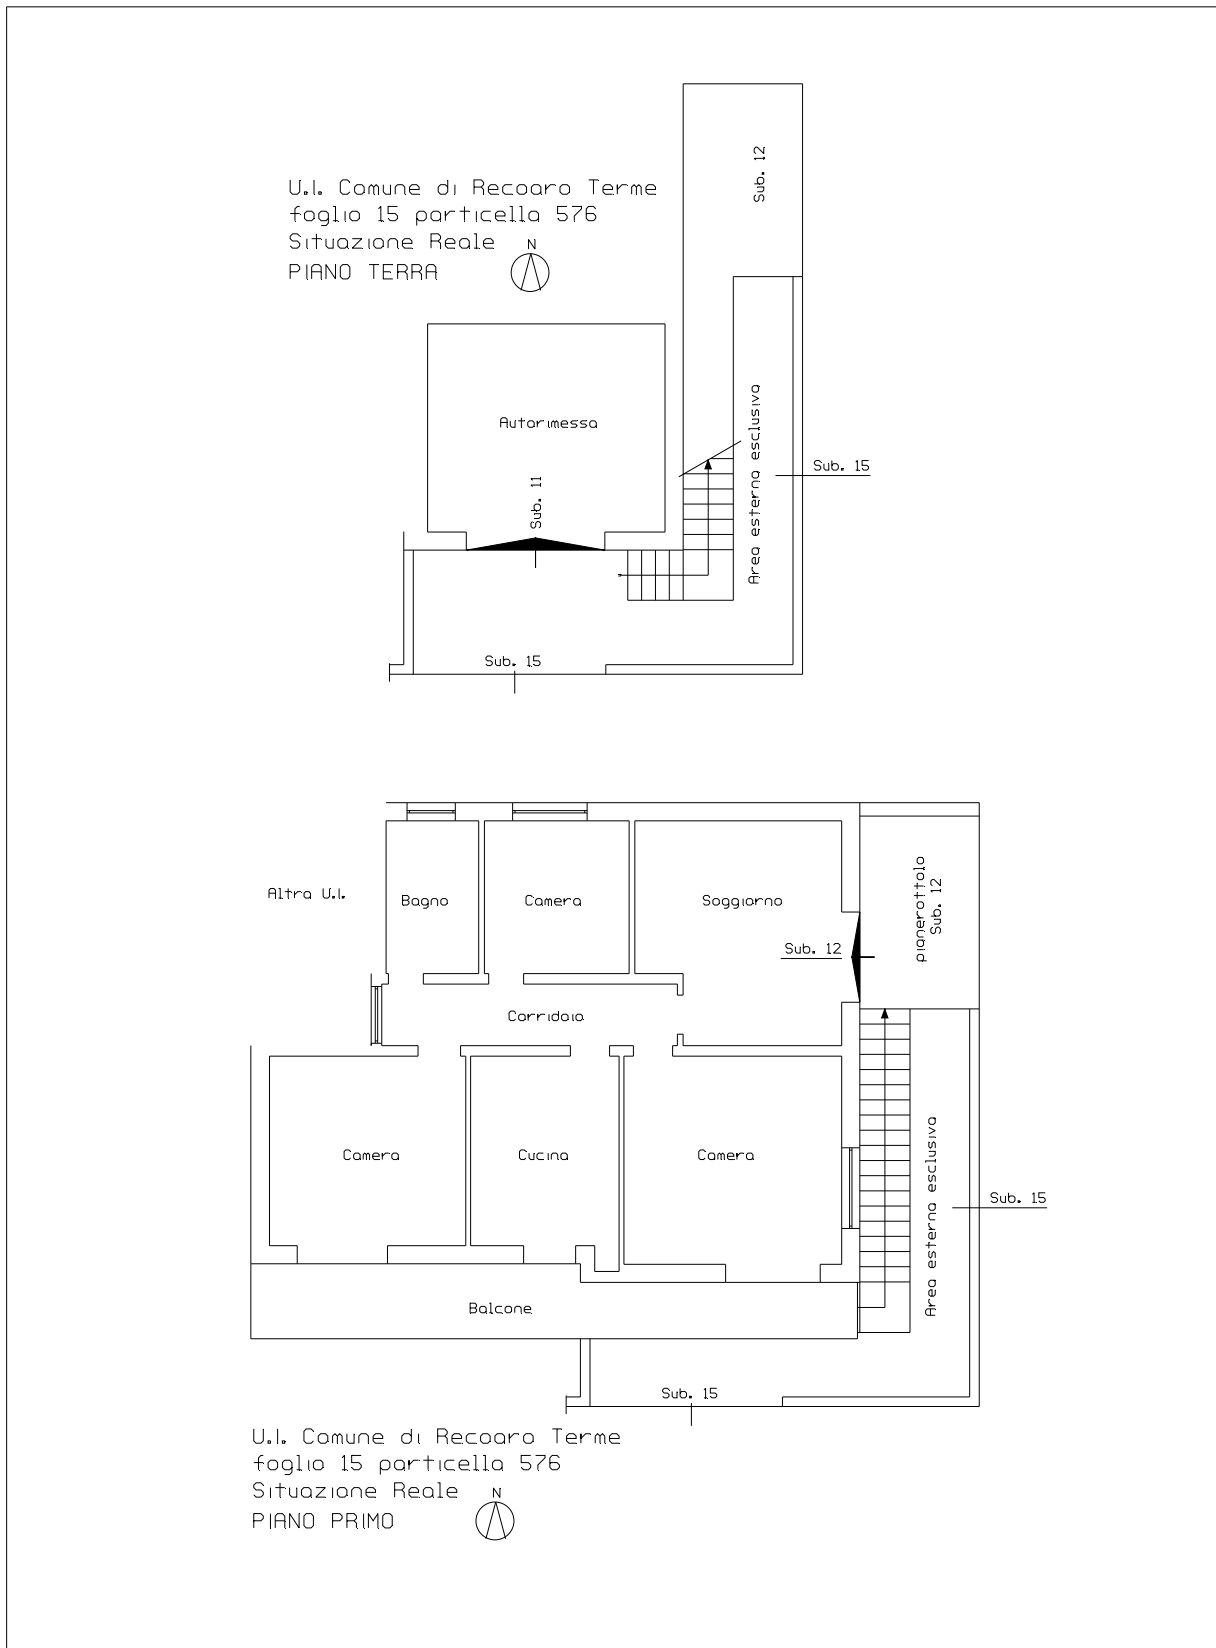 Sub. 12
U.I. Comune di Recoaro Terme
foglio 15 particella 576
Situazione Reale
N
PIANO TERRA
Autorimessa
Sub. 11
Area esterna esclusiva
Sub. 15
Sub. 15
Altra U.I.
Bagno
Camera
Soggiorno
pianerottolo
Sub. 12
Sub. 12
Corridoio
Camera
Cucina
Camera
Area esterna esclusiva
Sub. 15
Balcone
Sub. 15
U.I. Comune di Recoaro Terme
foglio 15 particella 576
Situazione Reale
N
PIANO PRIMO